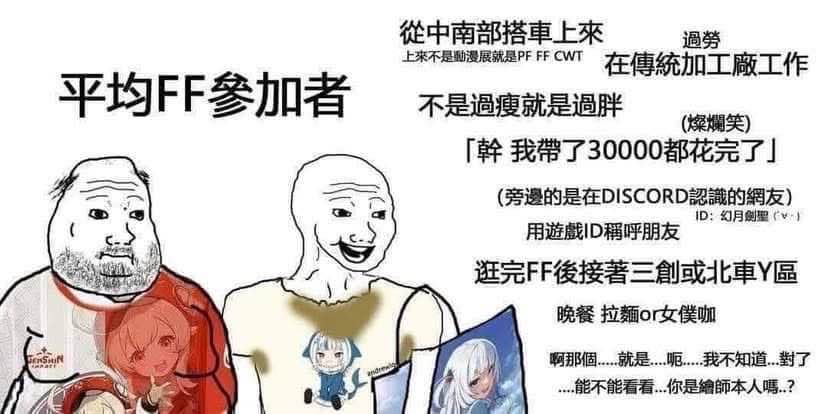 平均FF參加者
從中南部搭車上來
上來不是動漫展就是PF FF CWT
過勞
在傳統加工廠工作
不是過瘦就是過胖
(燦爛笑)
「幹 我帶了30000都花完了」
(旁邊的是在DISCORD認識的網友)
ID：幻月劍聖 (´v･)
用遊戲ID稱呼朋友
逛完FF後接著三創或北車Y區
晚餐 拉麵or女僕咖
啊那個.....就是....呃.....我不知道...對了
....能不能看看...你是繪師本人嗎..?
GENSHIN
IMPACT